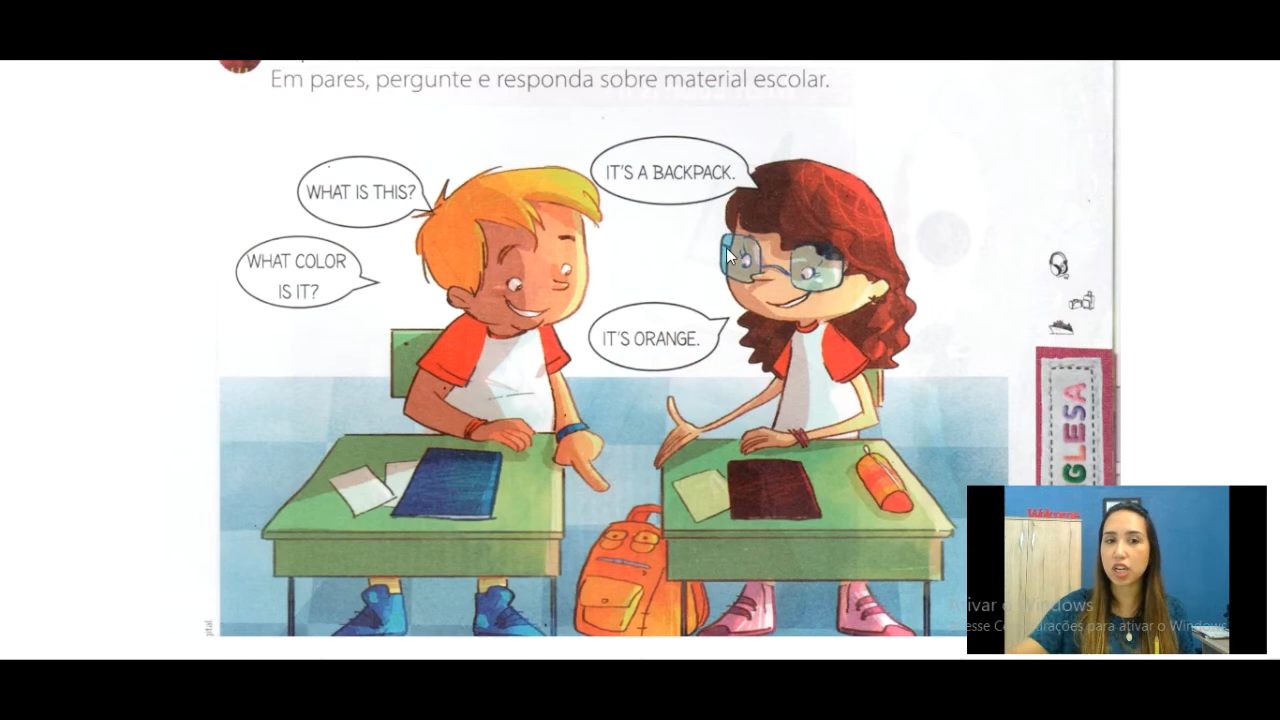 Em pares, pergunte e responda sobre material escolar.
WHAT IS THIS?
IT'S A BACKPACK.
WHAT COLOR
IS IT?
IT'S ORANGE.
GLESA
Welcome